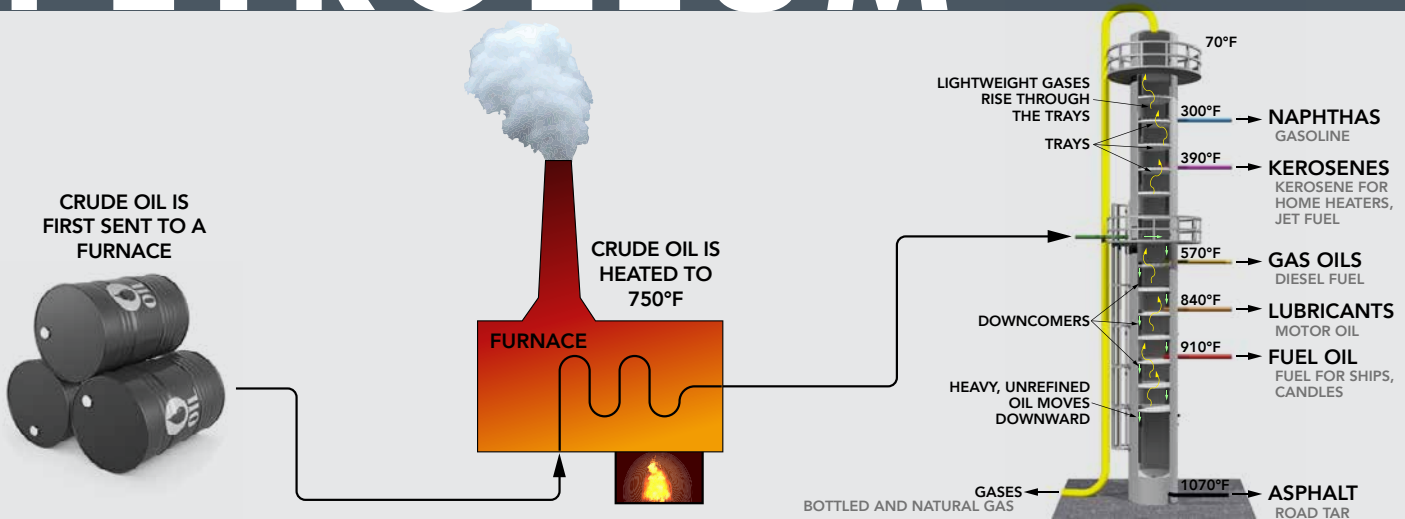 PETROLEUM
CRUDE OIL IS
FIRST SENT TO A
FURNACE
OIL
OIL
CRUDE OIL IS
HEATED TO
750°F
FURNACE
70°F
LIGHTWEIGHT GASES
RISE THROUGH
THE TRAYS
TRAYS
300°F
NAPHTHAS
GASOLINE
390°F
KEROSENES
KEROSENE FOR
HOME HEATERS,
JET FUEL
570°F
GAS OILS
DIESEL FUEL
DOWNCOMERS
840°F
LUBRICANTS
MOTOR OIL
910°F
FUEL OIL
FUEL FOR SHIPS,
CANDLES
HEAVY, UNREFINED
OIL MOVES
DOWNWARD
GASES
BOTTLED AND NATURAL GAS
1070°F
ASPHALT
ROAD TAR